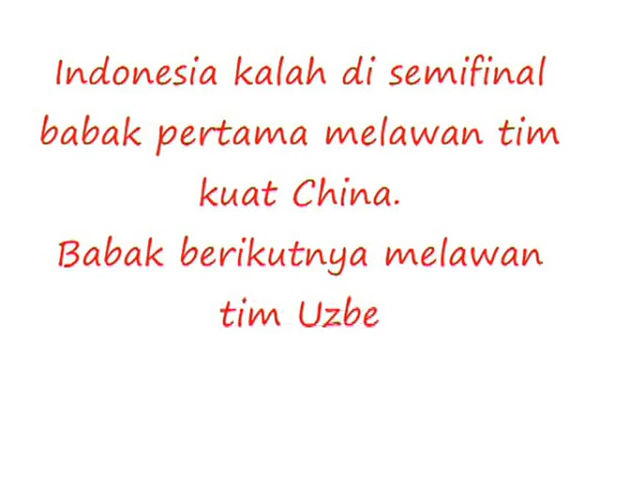 Indonesia kalah di semifinal
babak pertama melawan tim
kuat China.
Babak berikutnya melawan
tim Uzbe